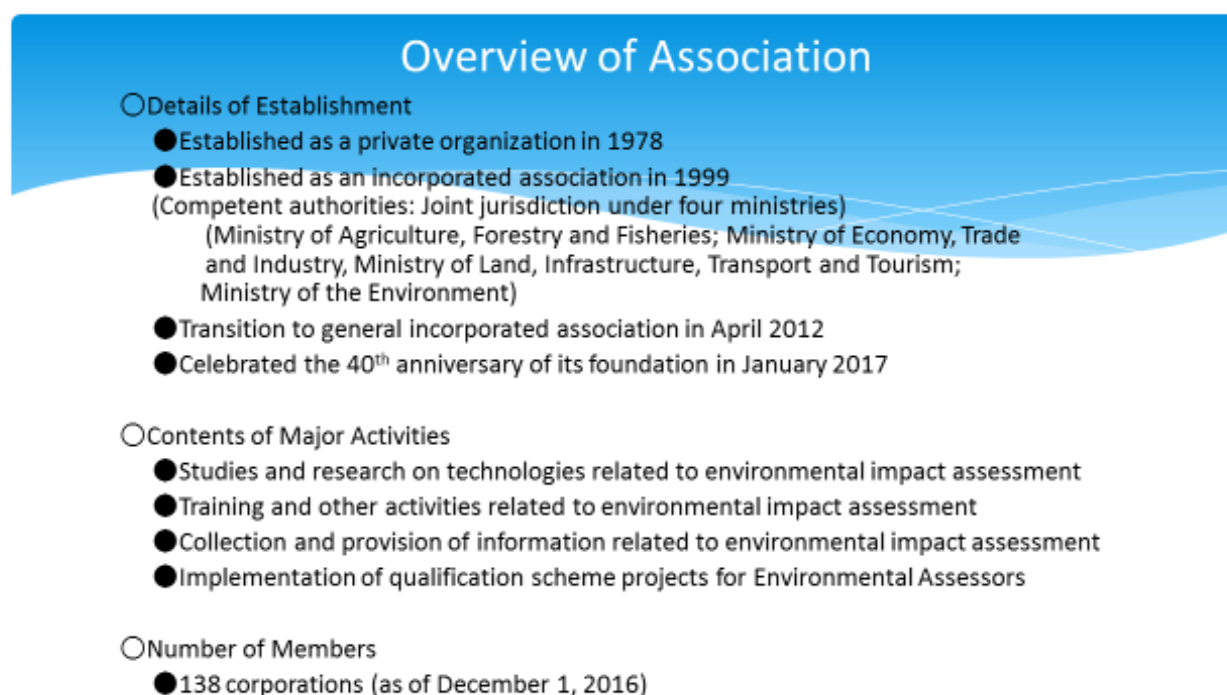 Overview of Association
○Details of Establishment
●Established as a private organization in 1978
●Established as an incorporated association in 1999
(Competent authorities: Joint jurisdiction under four ministries)
(Ministry of Agriculture, Forestry and Fisheries; Ministry of Economy, Trade
and Industry, Ministry of Land, Infrastructure, Transport and Tourism;
Ministry of the Environment)
●Transition to general incorporated association in April 2012
●Celebrated the 40th anniversary of its foundation in January 2017
○Contents of Major Activities
●Studies and research on technologies related to environmental impact assessment
●Training and other activities related to environmental impact assessment
●Collection and provision of information related to environmental impact assessment
●Implementation of qualification scheme projects for Environmental Assessors
○Number of Members
●138 corporations (as of December 1, 2016)